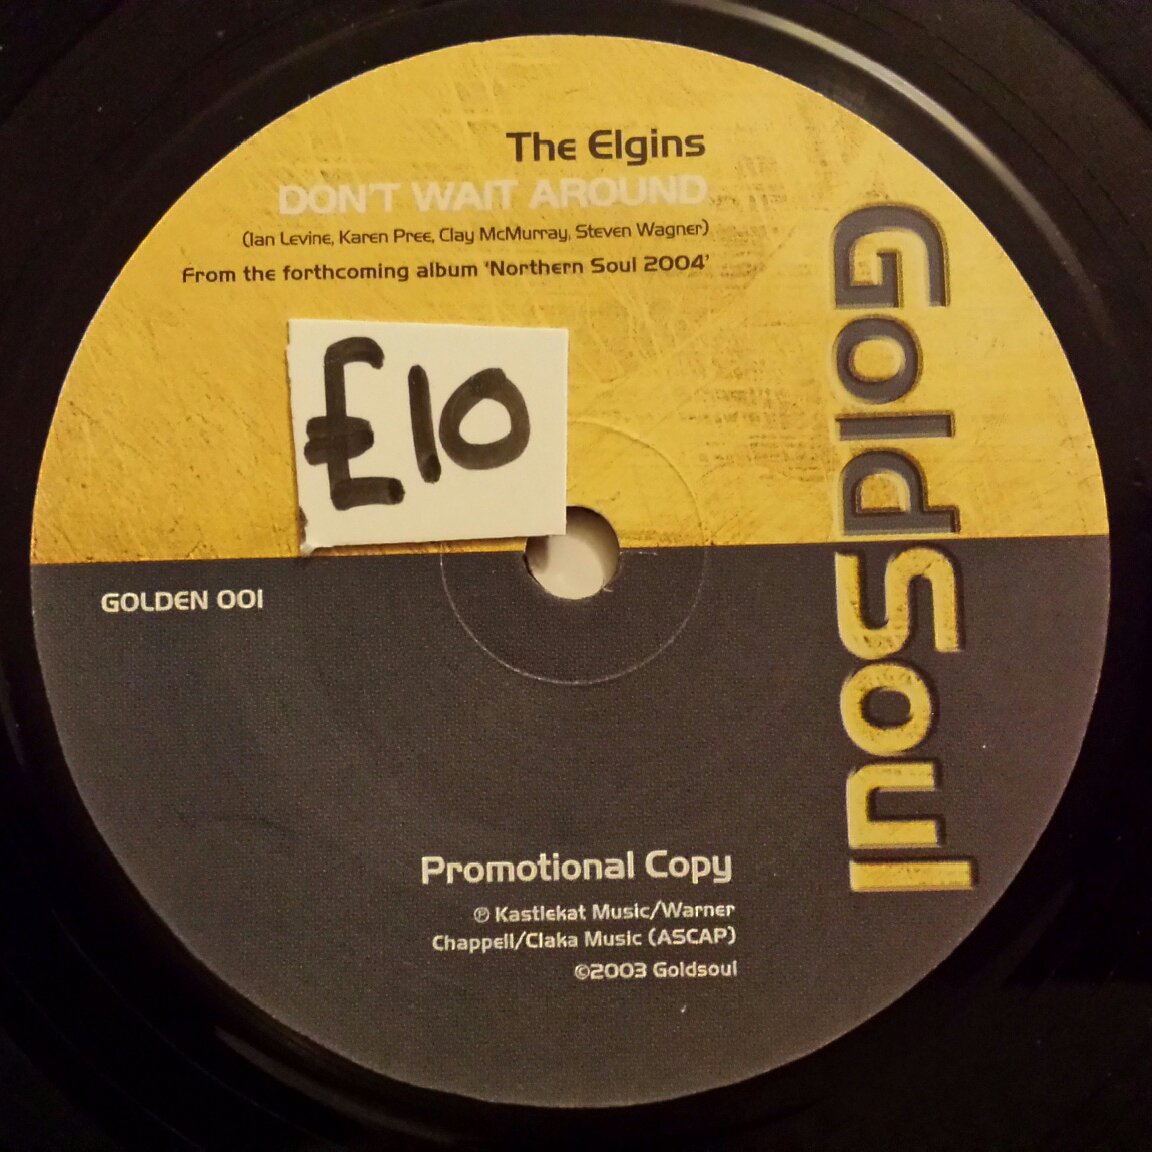 The Elgins
DON'T WAIT AROUND
(Ian Levine, Karen Pree, Clay McMurray, Steven Wagner)
From the forthcoming album 'Northern Soul 2004'
£10
GoldSoul
GOLDEN 001
Promotional Copy
℗ Kastlekat Music/Warner
Chappell/Claka Music (ASCAP)
©2003 Goldsoul